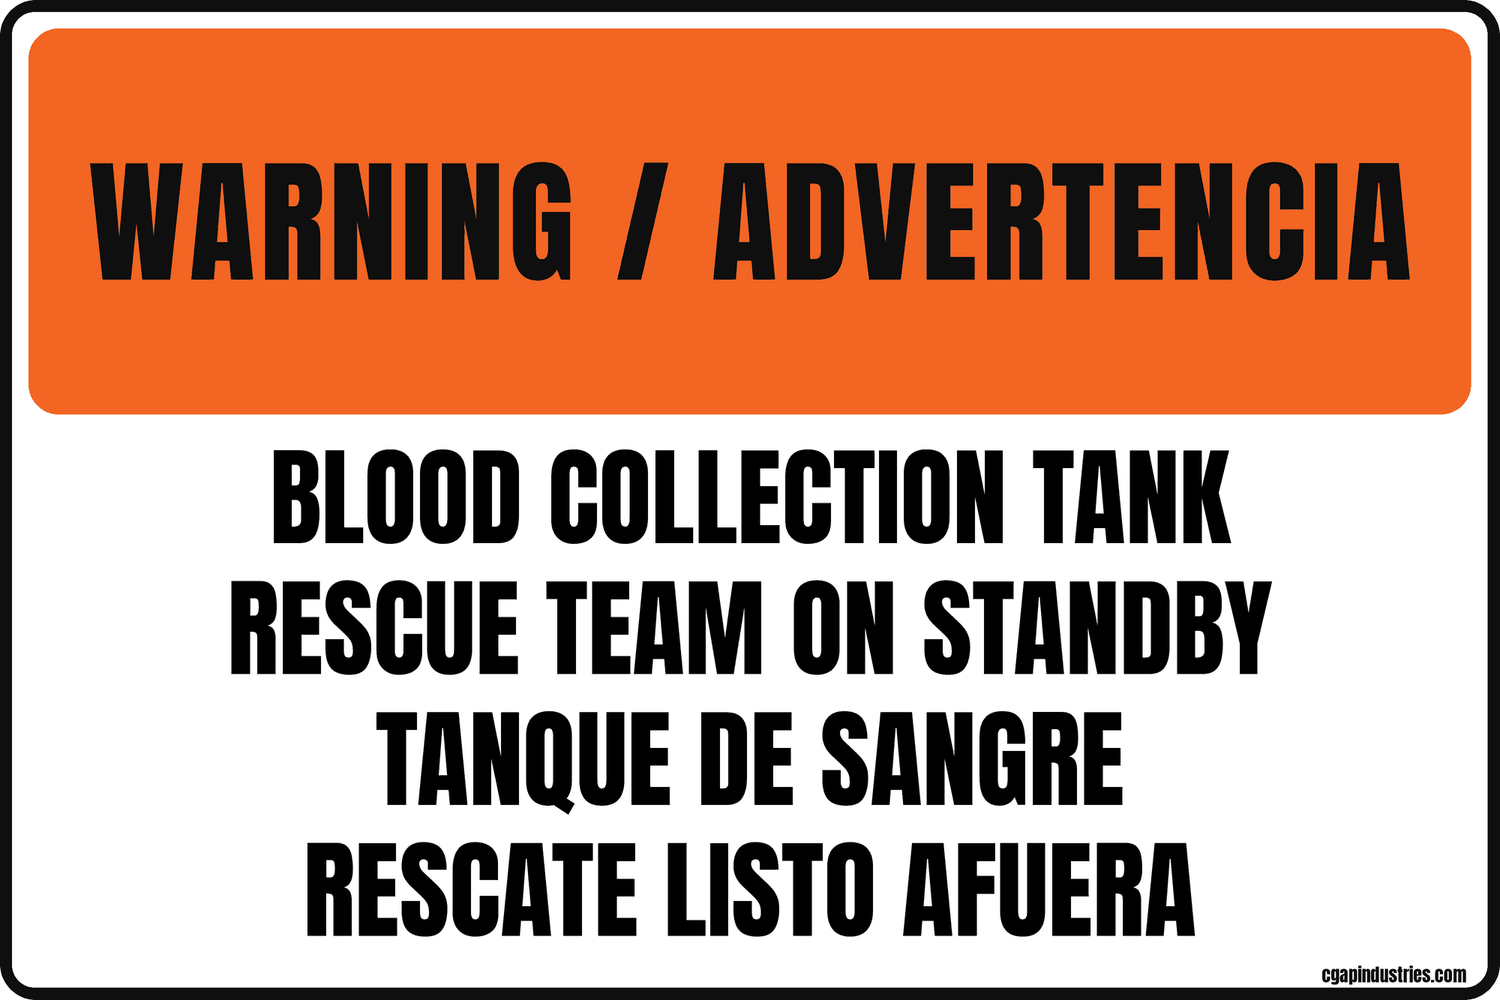 WARNING / ADVERTENCIA
BLOOD COLLECTION TANK
RESCUE TEAM ON STANDBY
TANQUE DE SANGRE
RESCATE LISTO AFUERA
cgapindustries.com